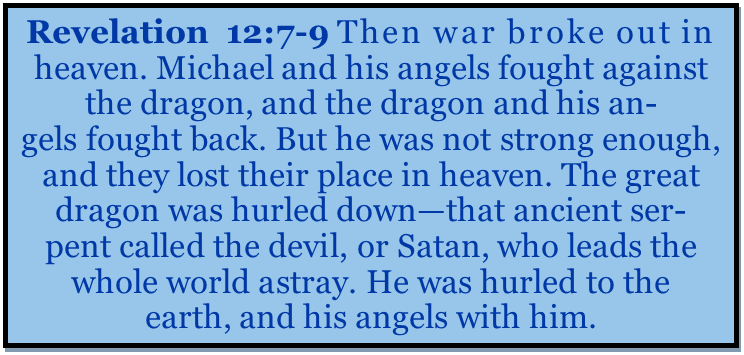 Revelation 12:7-9 Then war broke out in
heaven. Michael and his angels fought against
the dragon, and the dragon and his an-
gels fought back. But he was not strong enough,
and they lost their place in heaven. The great
dragon was hurled down—that ancient ser-
pent called the devil, or Satan, who leads the
whole world astray. He was hurled to the
earth, and his angels with him.